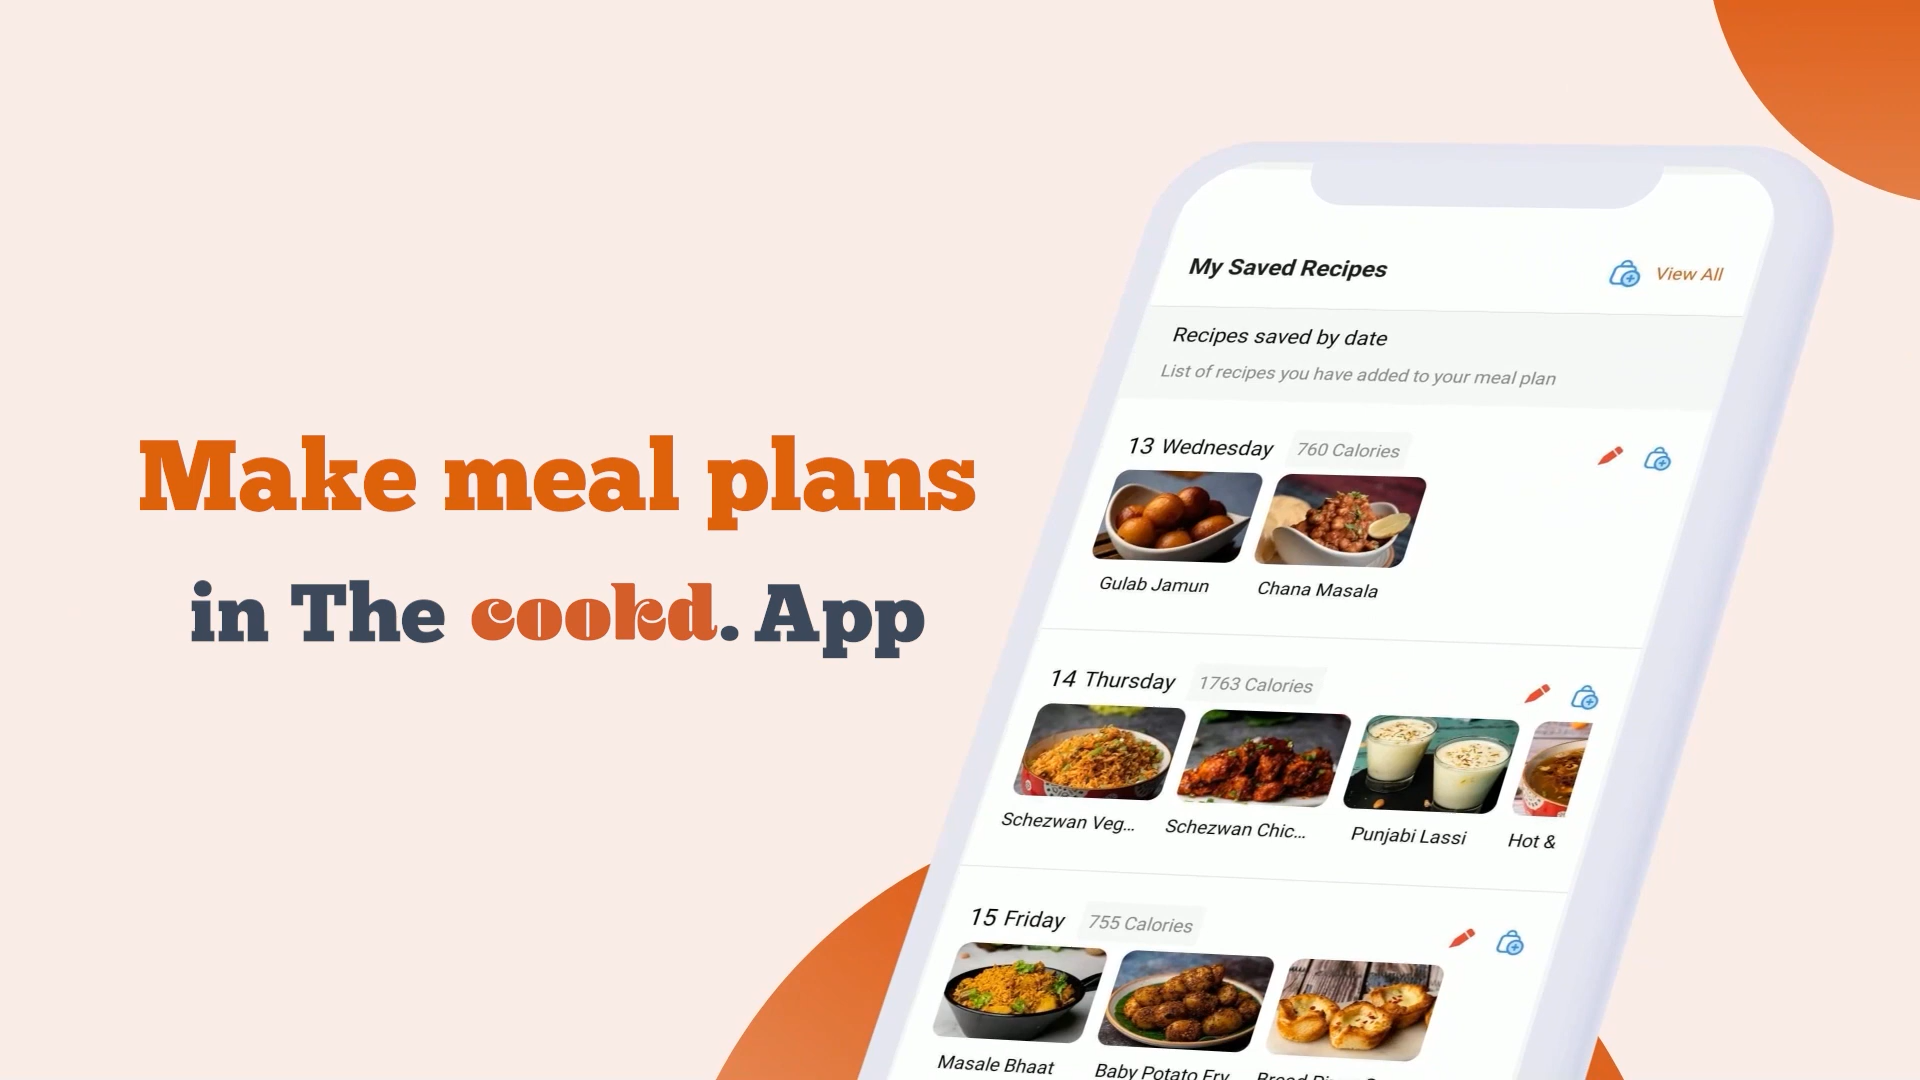 Make meal plans
in The cookd. App
My Saved Recipes
View All
Recipes saved by date
List of recipes you have added to your meal plan
13 Wednesday
760 Calories
Gulab Jamun
Chana Masala
14 Thursday
1763 Calories
Schezwan Veg...
Schezwan Chic...
Punjabi Lassi
Hot &
15 Friday
755 Calories
Masale Bhaat
Baby Potato Fry
Bread